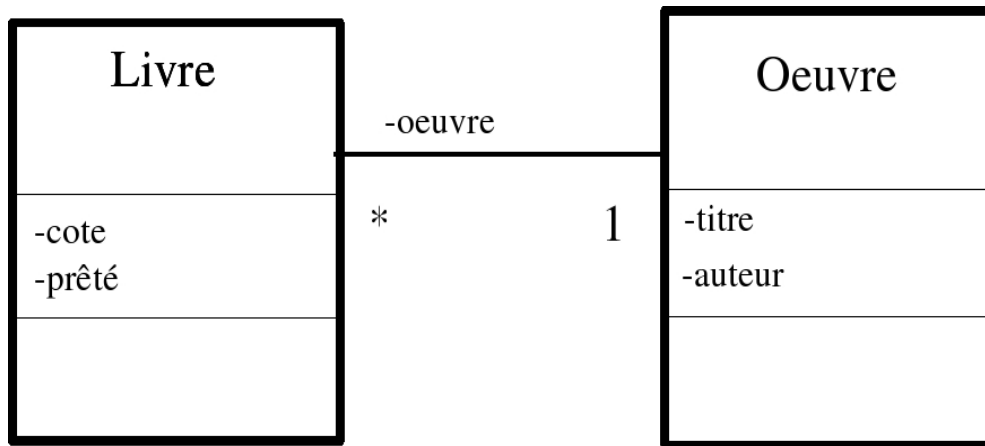 Livre
-cote
-prêté
-oeuvre
*
1
Oeuvre
-titre
-auteur